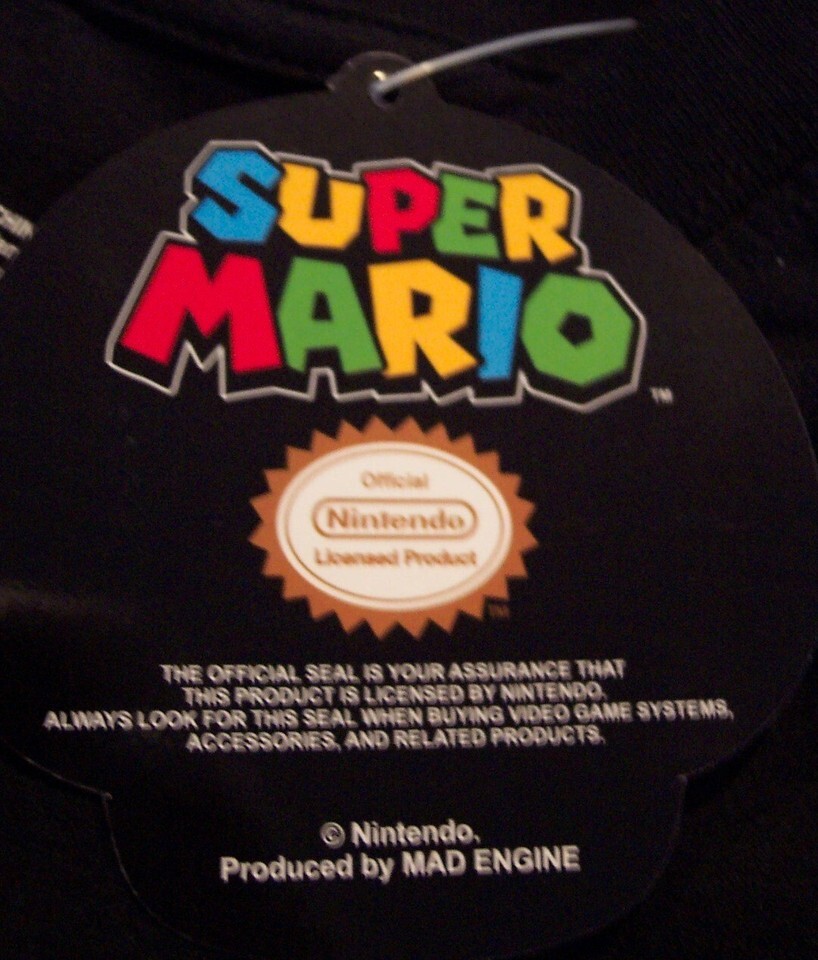 SUPER
MARIO
TM
Official
Nintendo
Licensed Product
TM
THE OFFICIAL SEAL IS YOUR ASSURANCE THAT
THIS PRODUCT IS LICENSED BY NINTENDO.
ALWAYS LOOK FOR THIS SEAL WHEN BUYING VIDEO GAME SYSTEMS,
ACCESSORIES, AND RELATED PRODUCTS.
© Nintendo.
Produced by MAD ENGINE